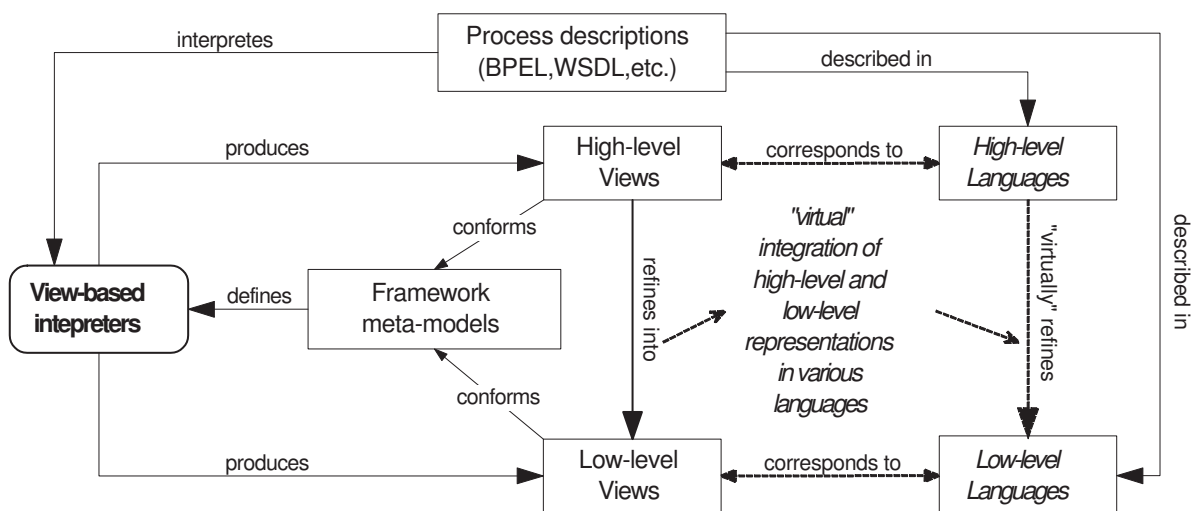 interpretes
Process descriptions
(BPEL,WSDL,etc.)
described in
produces
High-level
Views
corresponds to
High-level
Languages
conforms
"virtual"
integration of
high-level and
low-level
representations
in various
languages
refines into
"virtually" refines
described in
View-based
intepreters
defines
Framework
meta-models
conforms
produces
Low-level
Views
corresponds to
Low-level
Languages